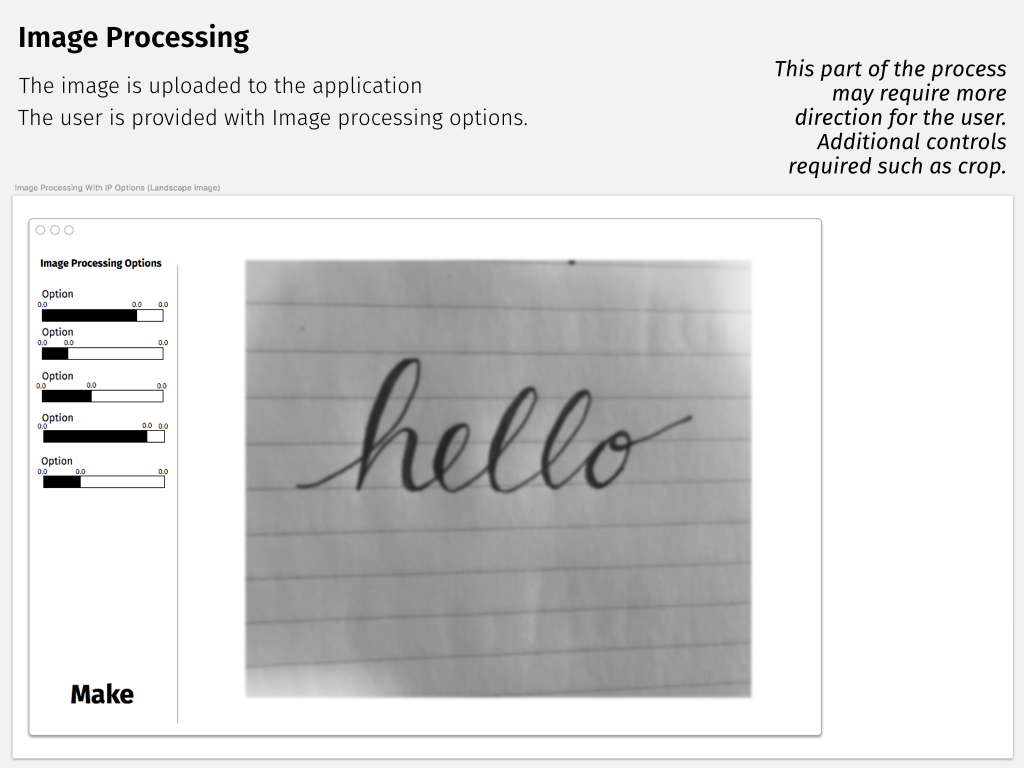 Image Processing
The image is uploaded to the application
The user is provided with Image processing options.
This part of the process
may require more
direction for the user.
Additional controls
required such as crop.
Image Processing With IP Options (Landscape Image)
Image Processing Options
Option
0.0 0.0 0.0
Option
0.0 0.0 0.0
Option
0.0 0.0 0.0
Option
0.0 0.0 0.0
Option
0.0 0.0 0.0
Make
hello